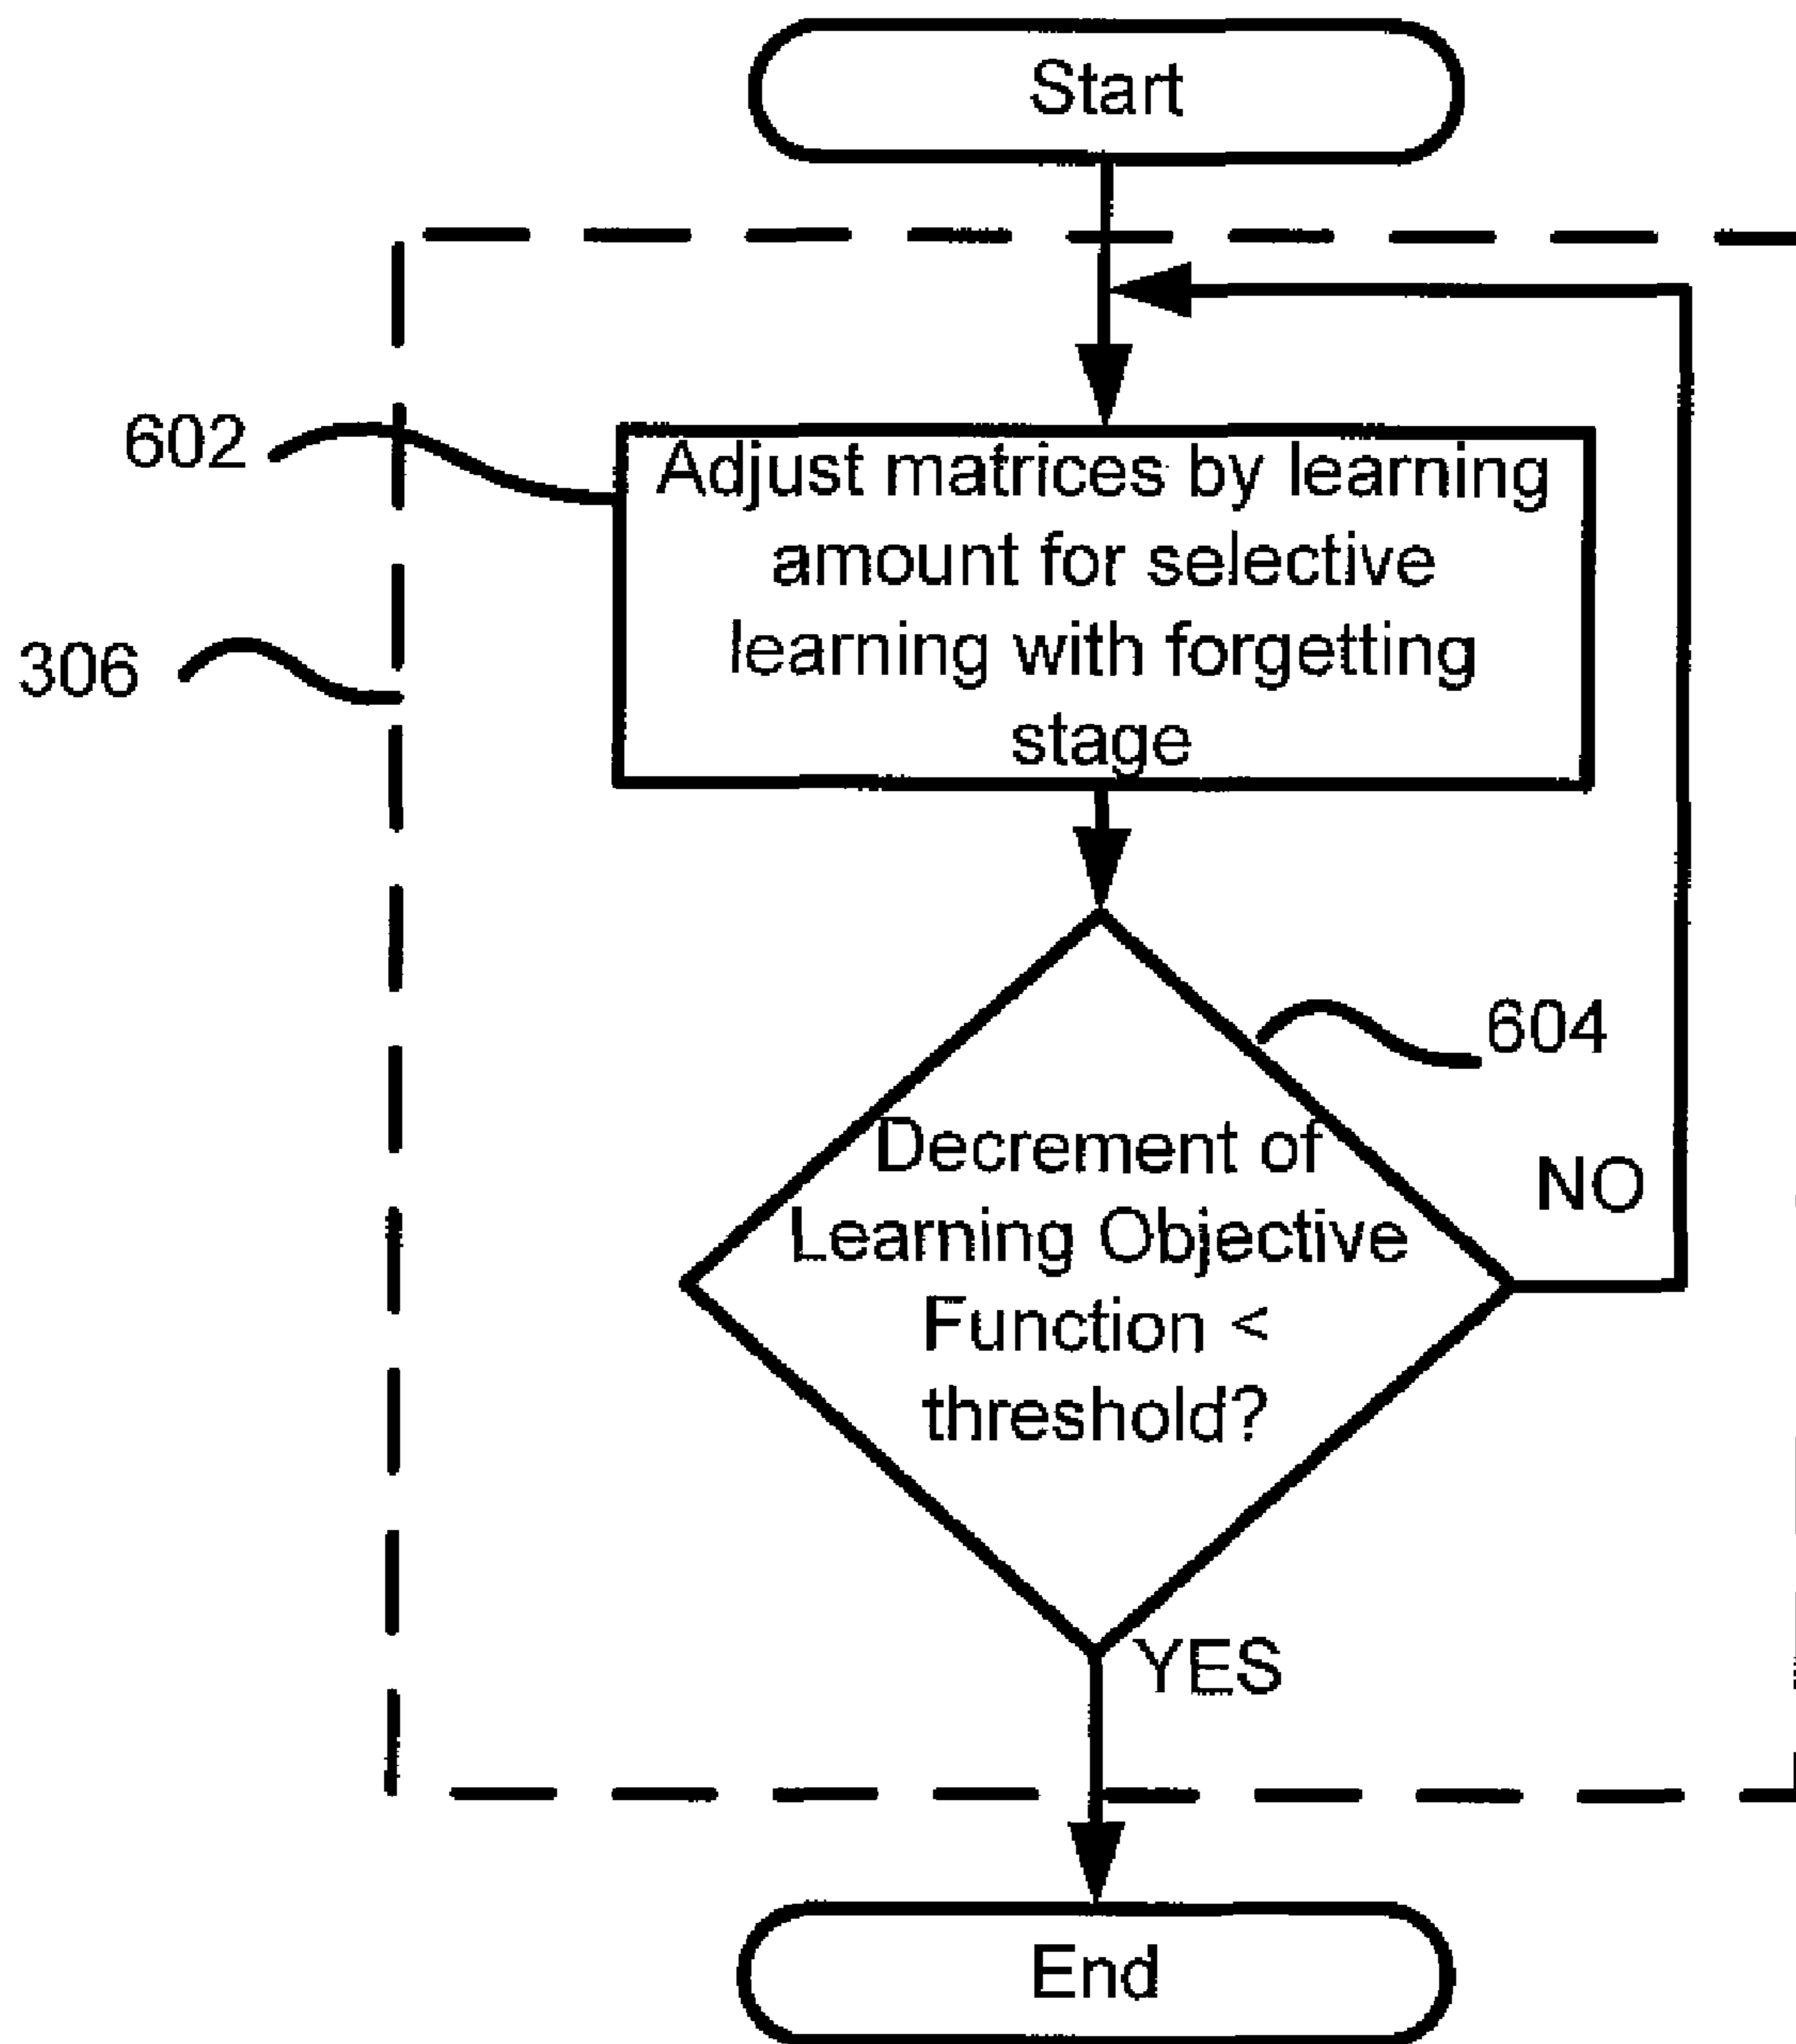 Start
602
Adjust matrices by learning
amount for selective
learning with forgetting
stage
306
604
Decrement of
Learning Objective
Function <
threshold?
NO
YES
End